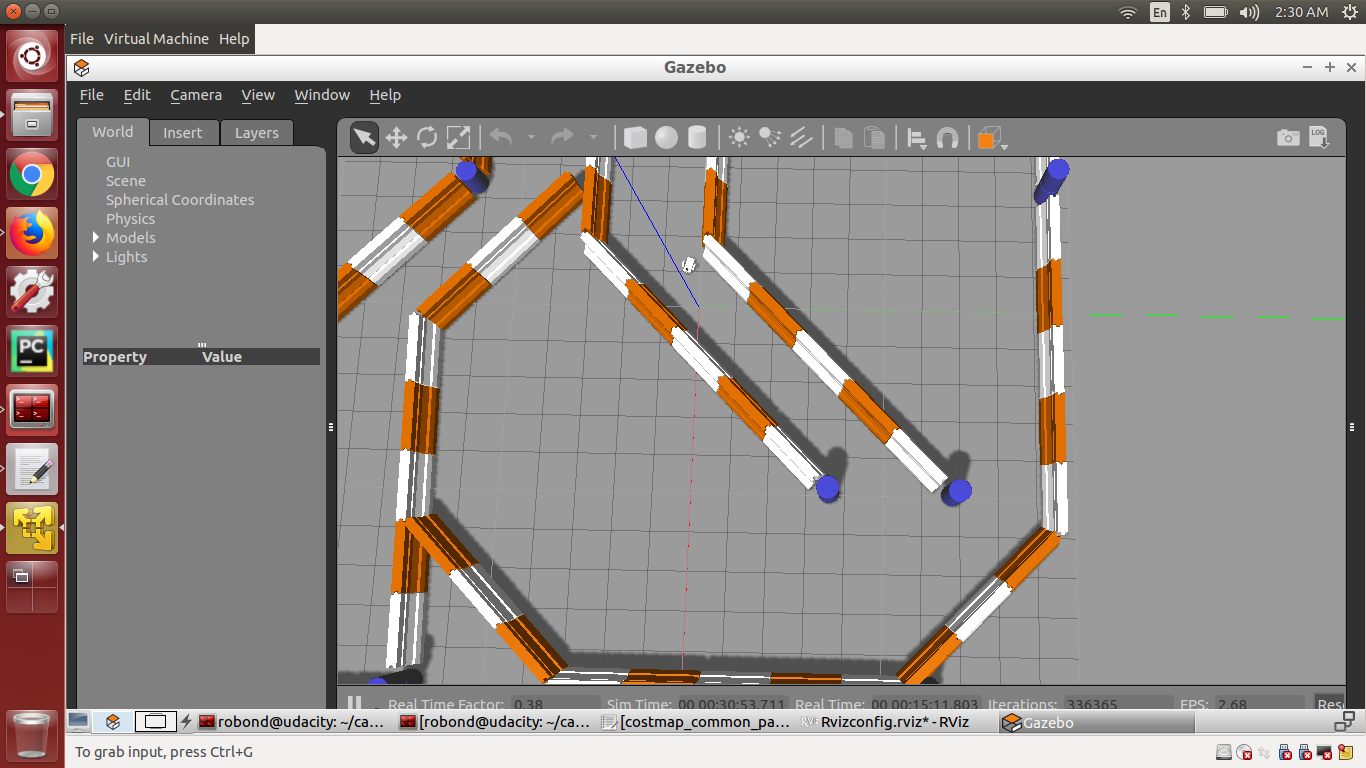 En 2:30 AM
File Virtual Machine Help
Gazebo
File Edit Camera View Window Help
World Insert Layers
LOG
GUI
Scene
Spherical Coordinates
Physics
Models
Lights
Property Value
PC
Real Time Factor: 0.38 Sim Time: 00 00:30:53.711 Real Time: 00 00:15:11.803 Iterations: 336365 FPS: 2.68 Rese
robond@udacity: ~/ca... [robond@udacity: ~/ca... [costmap_common_pa... RViz Rvizconfig.rviz* - RViz Gazebo
To grab input, press Ctrl+G